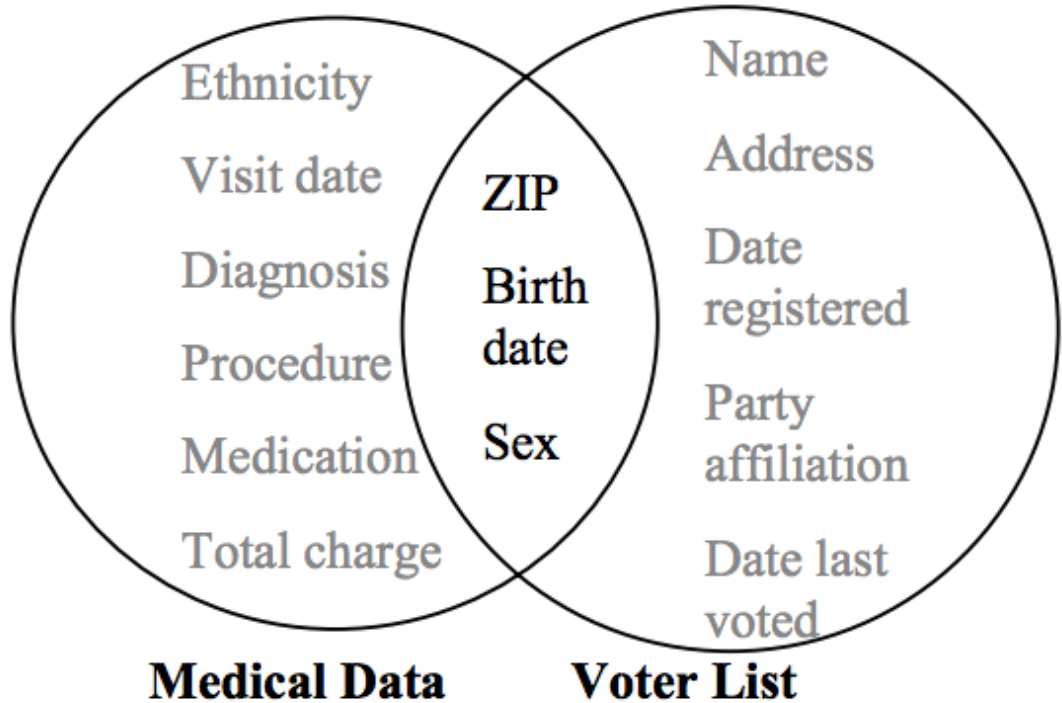 Ethnicity
Visit date
Diagnosis
Procedure
Medication
Total charge
ZIP
Birth
date
Sex
Name
Address
Date
registered
Party
affiliation
Date last
voted
Medical Data
Voter List